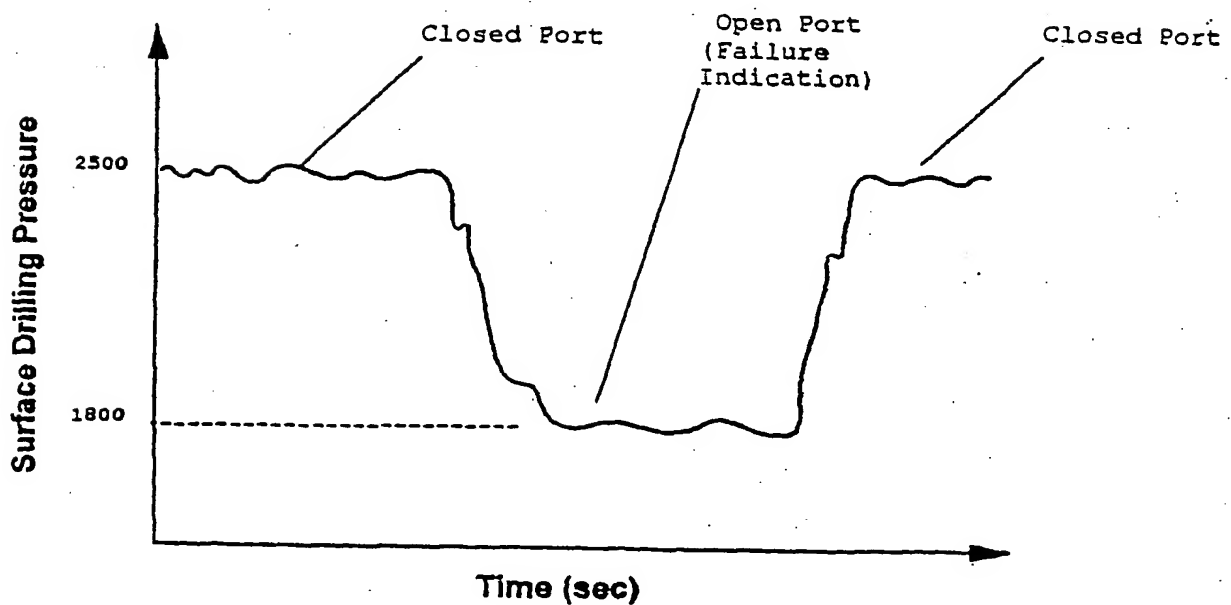 Closed Port
Open Port
(Failure
Indication)
Closed Port
2500
1800
Surface Drilling Pressure
Time (sec)